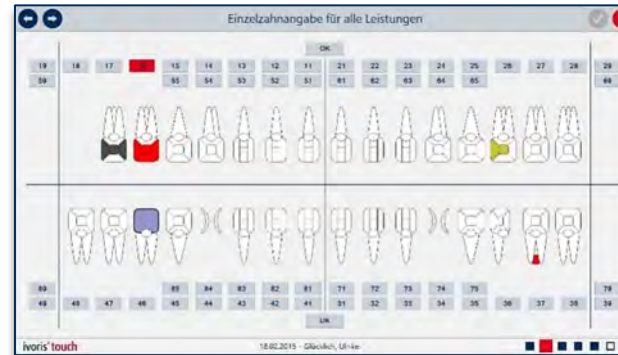 Einzelzahnangabe für alle Leistungen
OK
19 18 17 16 15 14 13 12 11 21 22 23 24 25 26 27 28 29
59 55 54 53 52 51 61 62 63 64 65 69
89 85 84 83 82 81 71 72 73 74 75 79
49 48 47 46 45 44 43 42 41 31 32 33 34 35 36 37 38 39
UK
ivoris touch 18.02.2015 - Glücklich, Ulrike